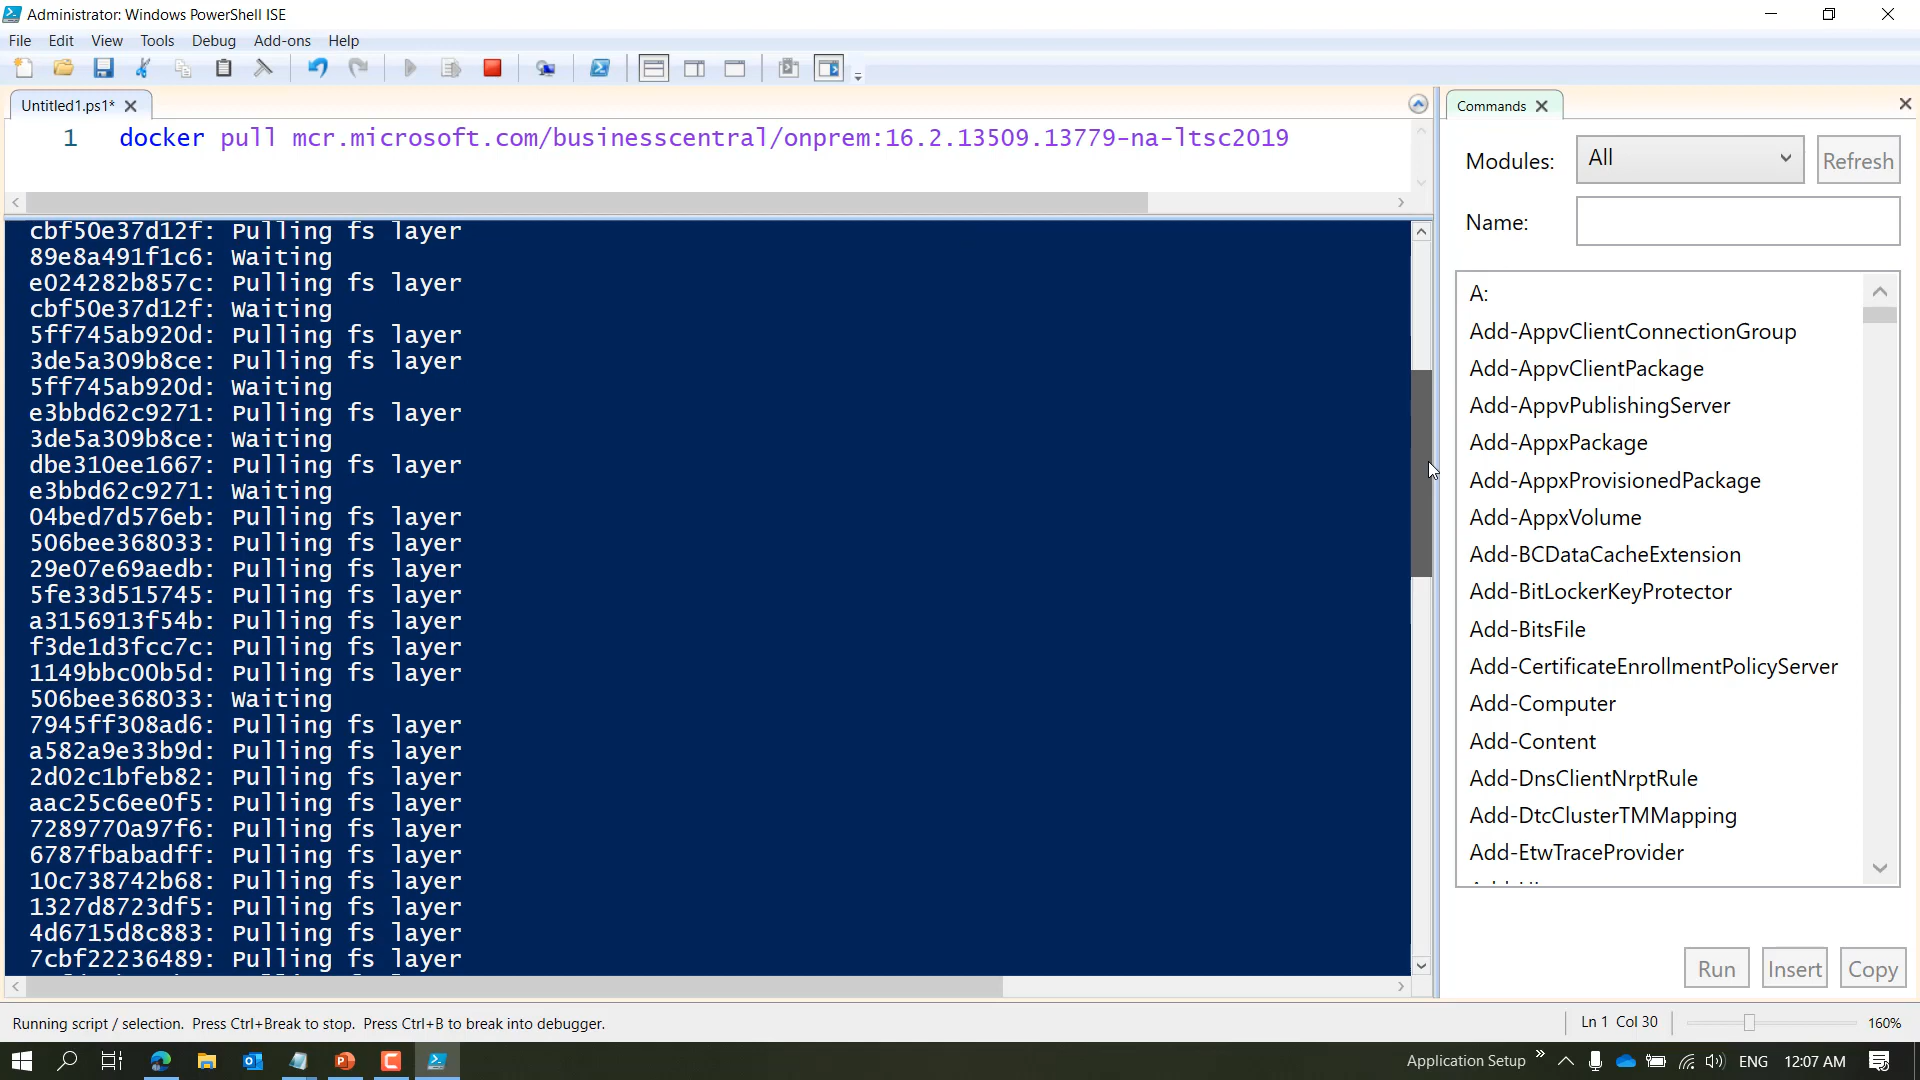 Administrator: Windows PowerShell ISE
File Edit View Tools Debug Add-ons Help
Untitled1.ps1*
1 docker pull mcr.microsoft.com/businesscentral/onprem:16.2.13509.13779-na-ltsc2019
cbf50e37d12f: Pulling fs layer
89e8a491f1c6: Waiting
e024282b857c: Pulling fs layer
cbf50e37d12f: Waiting
5ff745ab920d: Pulling fs layer
3de5a309b8ce: Pulling fs layer
5ff745ab920d: Waiting
e3bbd62c9271: Pulling fs layer
3de5a309b8ce: Waiting
dbe310ee1667: Pulling fs layer
e3bbd62c9271: Waiting
04bed7d576eb: Pulling fs layer
506bee368033: Pulling fs layer
29e07e69aedb: Pulling fs layer
5fe33d515745: Pulling fs layer
a3156913f54b: Pulling fs layer
f3de1d3fcc7c: Pulling fs layer
1149bbc00b5d: Pulling fs layer
506bee368033: Waiting
7945ff308ad6: Pulling fs layer
a582a9e33b9d: Pulling fs layer
2d02c1bfeb82: Pulling fs layer
aac25c6ee0f5: Pulling fs layer
7289770a97f6: Pulling fs layer
6787fbabadff: Pulling fs layer
10c738742b68: Pulling fs layer
1327d8723df5: Pulling fs layer
4d6715d8c883: Pulling fs layer
7cbf22236489: Pulling fs layer
Commands
Modules: All Refresh
Name:
A:
Add-AppvClientConnectionGroup
Add-AppvClientPackage
Add-AppvPublishingServer
Add-AppxPackage
Add-AppxProvisionedPackage
Add-AppxVolume
Add-BCDataCacheExtension
Add-BitLockerKeyProtector
Add-BitsFile
Add-CertificateEnrollmentPolicyServer
Add-Computer
Add-Content
Add-DnsClientNrptRule
Add-DtcClusterTMMapping
Add-EtwTraceProvider
Run Insert Copy
Running script / selection. Press Ctrl+Break to stop. Press Ctrl+B to break into debugger.
Ln 1 Col 30
160%
Application Setup
ENG
12:07 AM